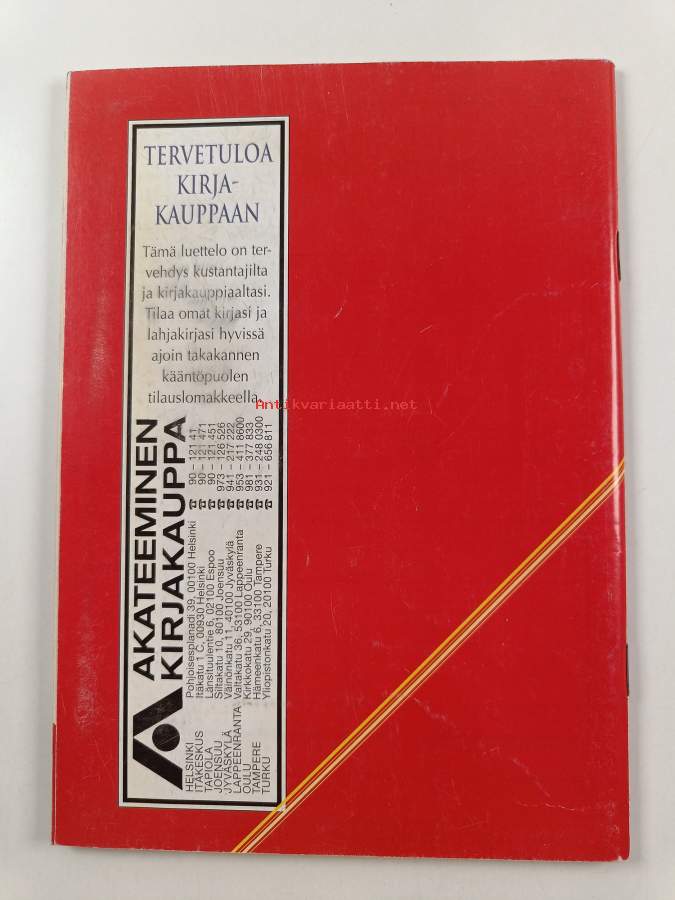 TERVETULOA
KIRJA-
KAUPPAAN
Tämä luettelo on ter-
vehdys kustantajilta
ja kirjakauppiaaltasi.
Tilaa omat kirjasi ja
lahjakirjasi hyvissä
ajoin takakannen
kääntöpuolen
tilauslomakkeella.
Antikvariaatti.net
AKATEEMINEN
KIRJAKAUPPA
HELSINKI Pohjoisesplanadi 39, 00100 Helsinki ☎ 90 – 121 41
ITÄKESKUS Itäkatu 1 C, 00930 Helsinki ☎ 90 – 121 471
TAPIOLA Länsituulentie 6, 02100 Espoo ☎ 90 – 121 451
JOENSUU Siltakatu 10, 80100 Joensuu ☎ 973 – 126 526
JYVÄSKYLÄ Väinönkatu 11, 40100 Jyväskylä ☎ 941 – 217 222
LAPPEENRANTA Valtakatu 36, 53100 Lappeenranta ☎ 953 – 411 8600
OULU Kirkkokatu 29, 90100 Oulu ☎ 981 – 377 833
TAMPERE Hämeenkatu 6, 33100 Tampere ☎ 931 – 248 0300
TURKU Yliopistonkatu 20, 20100 Turku ☎ 921 – 656 811